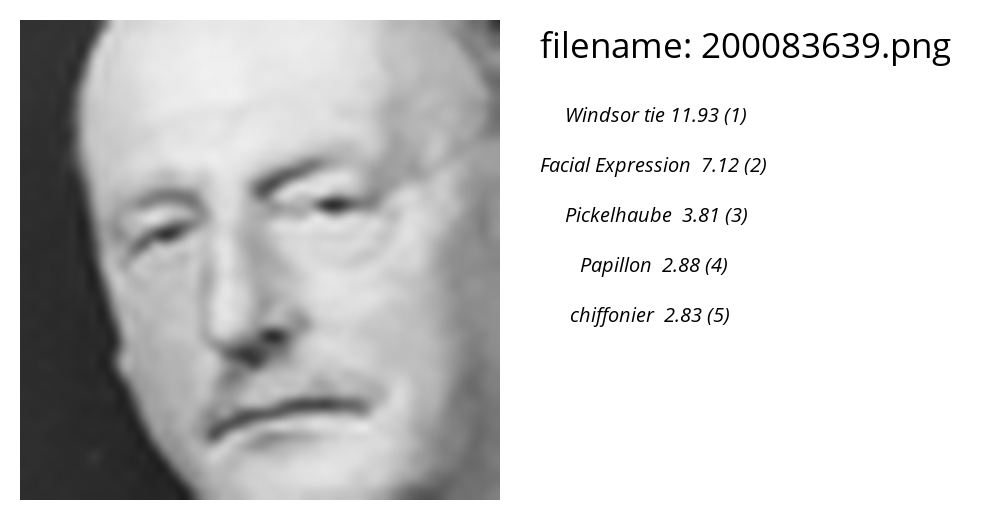 filename: 200083639.png
Windsor tie 11.93 (1)
Facial Expression 7.12 (2)
Pickelhaube 3.81 (3)
Papillon 2.88 (4)
chiffonier 2.83 (5)